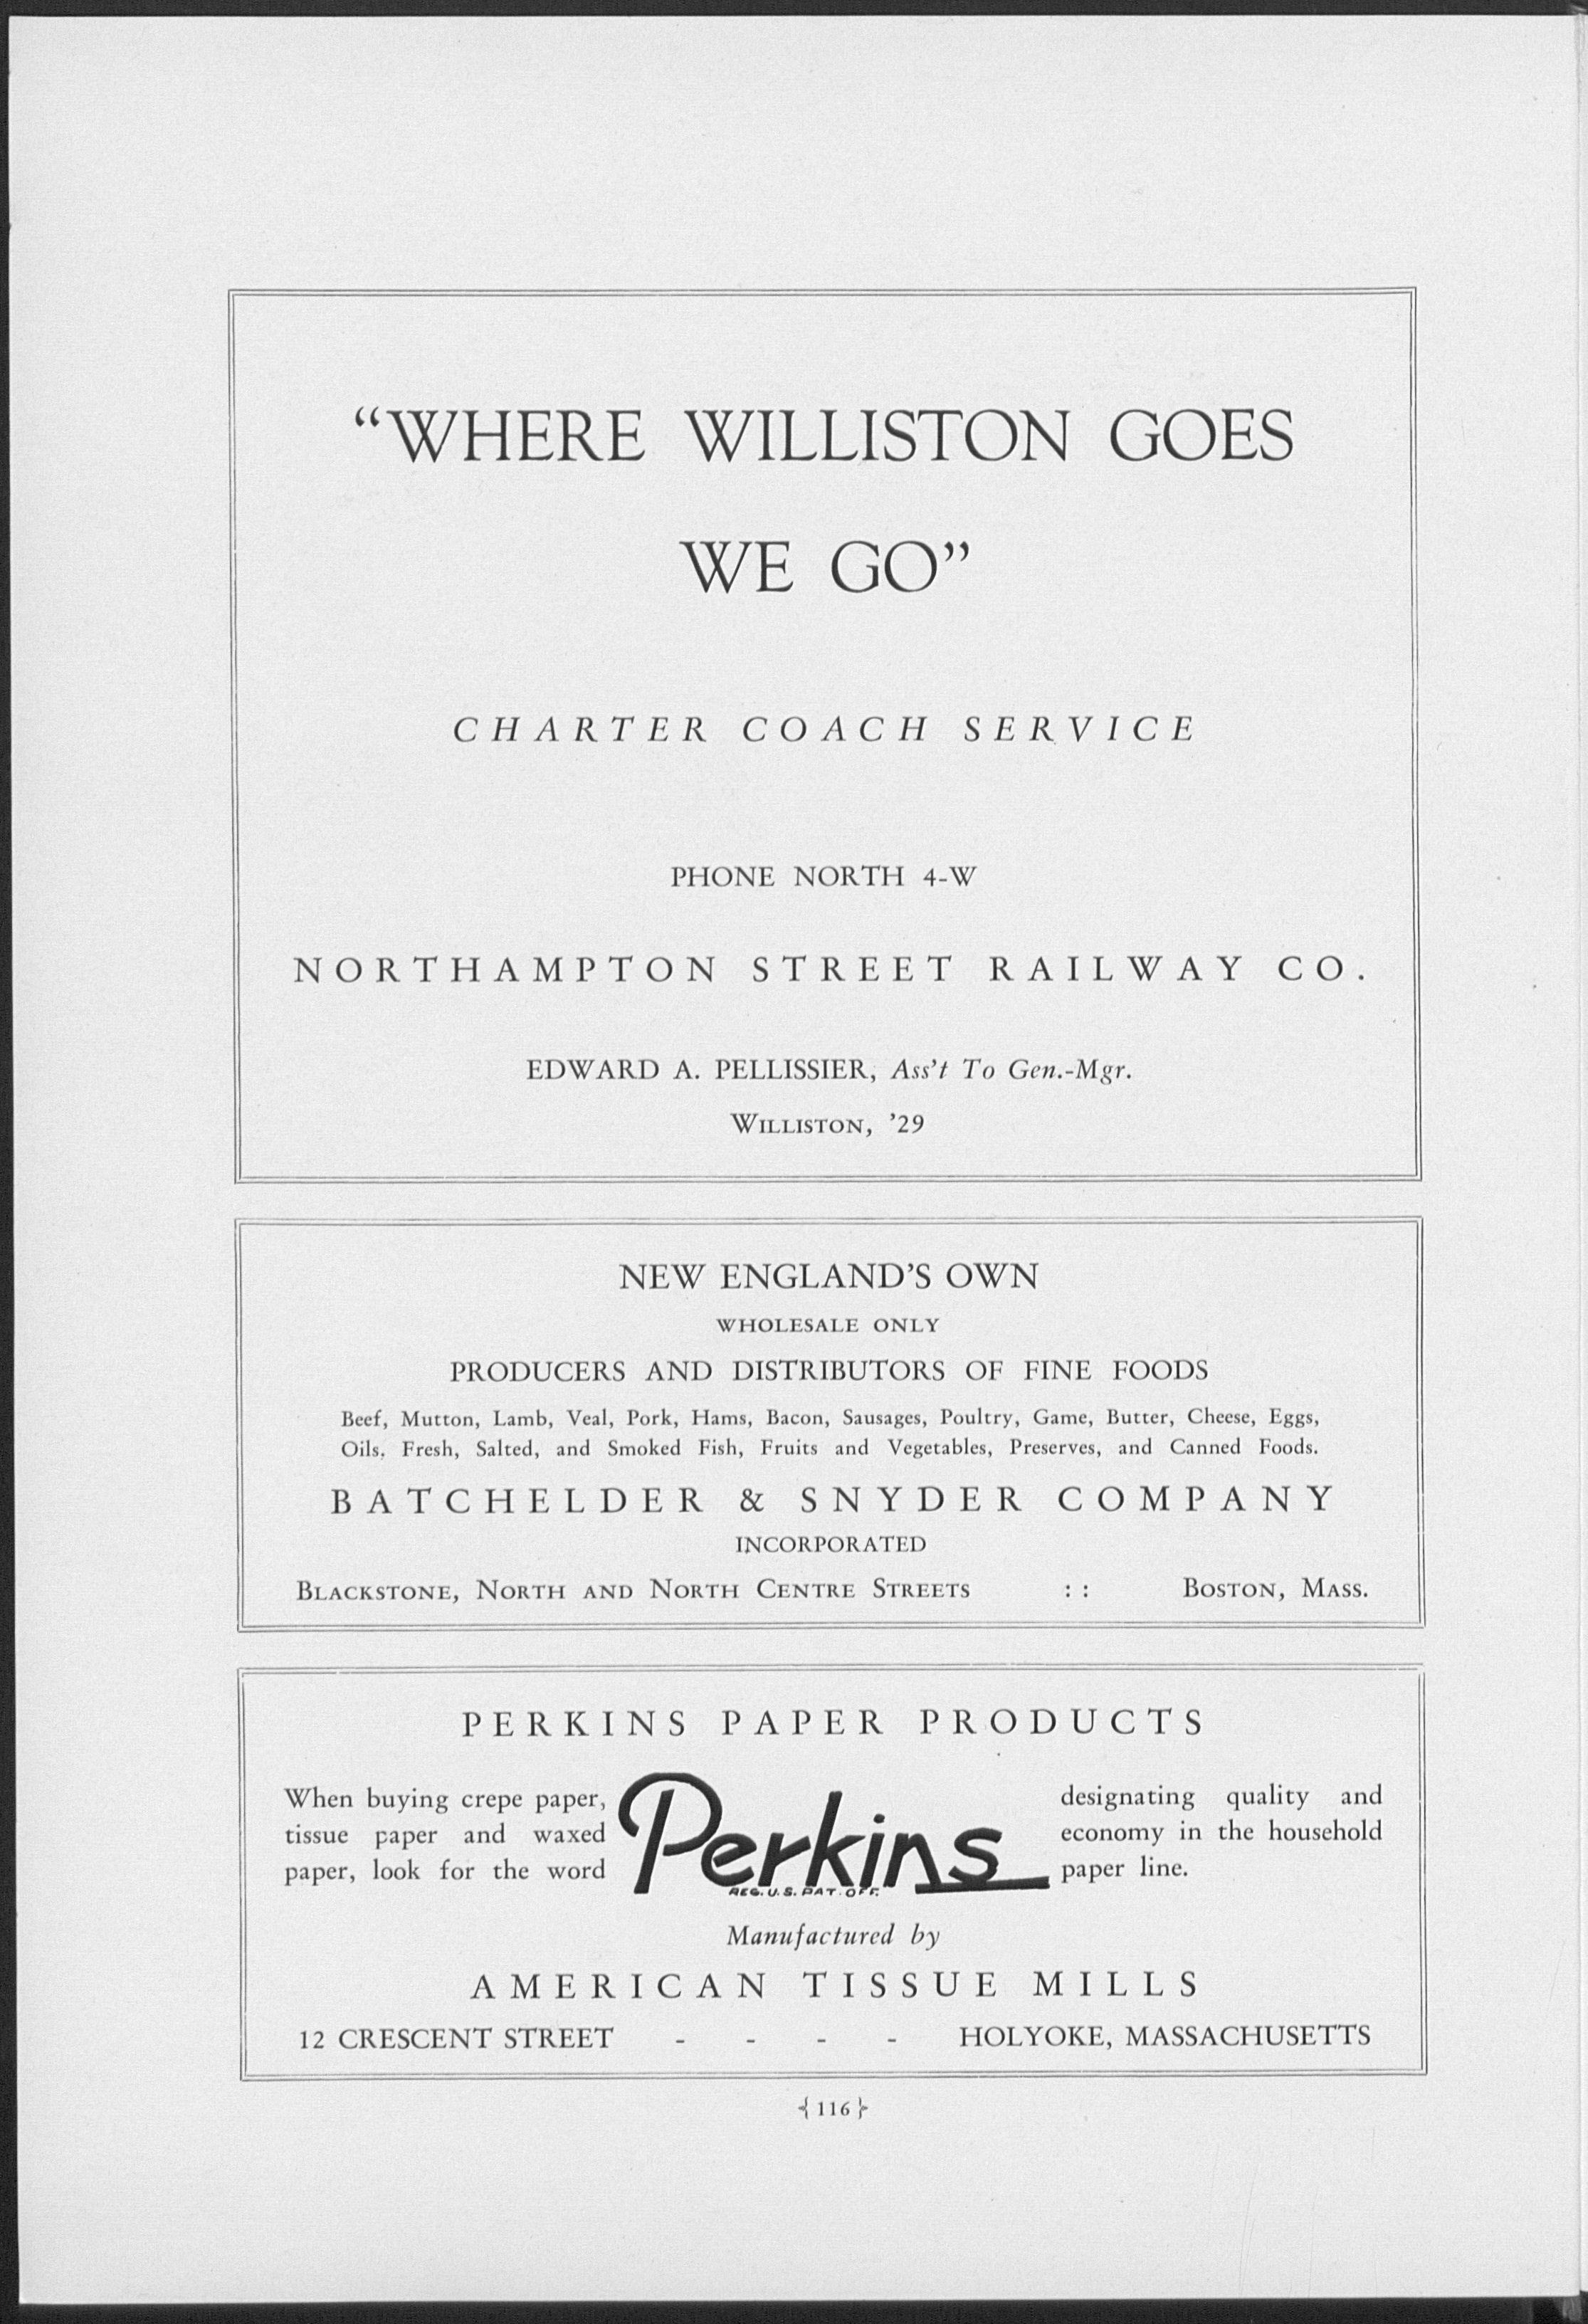 “WHERE WILLISTON GOES
WE GO”
CHARTER COACH SERVICE
PHONE NORTH 4-W
NORTHAMPTON STREET RAILWAY CO.
EDWARD A. PELLISSIER, Ass’t To Gen.-Mgr.
WILLISTON, ’29
NEW ENGLAND’S OWN
WHOLESALE ONLY
PRODUCERS AND DISTRIBUTORS OF FINE FOODS
Beef, Mutton, Lamb, Veal, Pork, Hams, Bacon, Sausages, Poultry, Game, Butter, Cheese, Eggs,
Oils, Fresh, Salted, and Smoked Fish, Fruits and Vegetables, Preserves, and Canned Foods.
BATCHELDER & SNYDER COMPANY
INCORPORATED
BLACKSTONE, NORTH AND NORTH CENTRE STREETS : : BOSTON, MASS.
PERKINS PAPER PRODUCTS
When buying crepe paper,
tissue paper and waxed
paper, look for the word
Perkins
REG. U.S. PAT. OFF.
designating quality and
economy in the household
paper line.
Manufactured by
AMERICAN TISSUE MILLS
12 CRESCENT STREET - - - - HOLYOKE, MASSACHUSETTS
{ 116 }